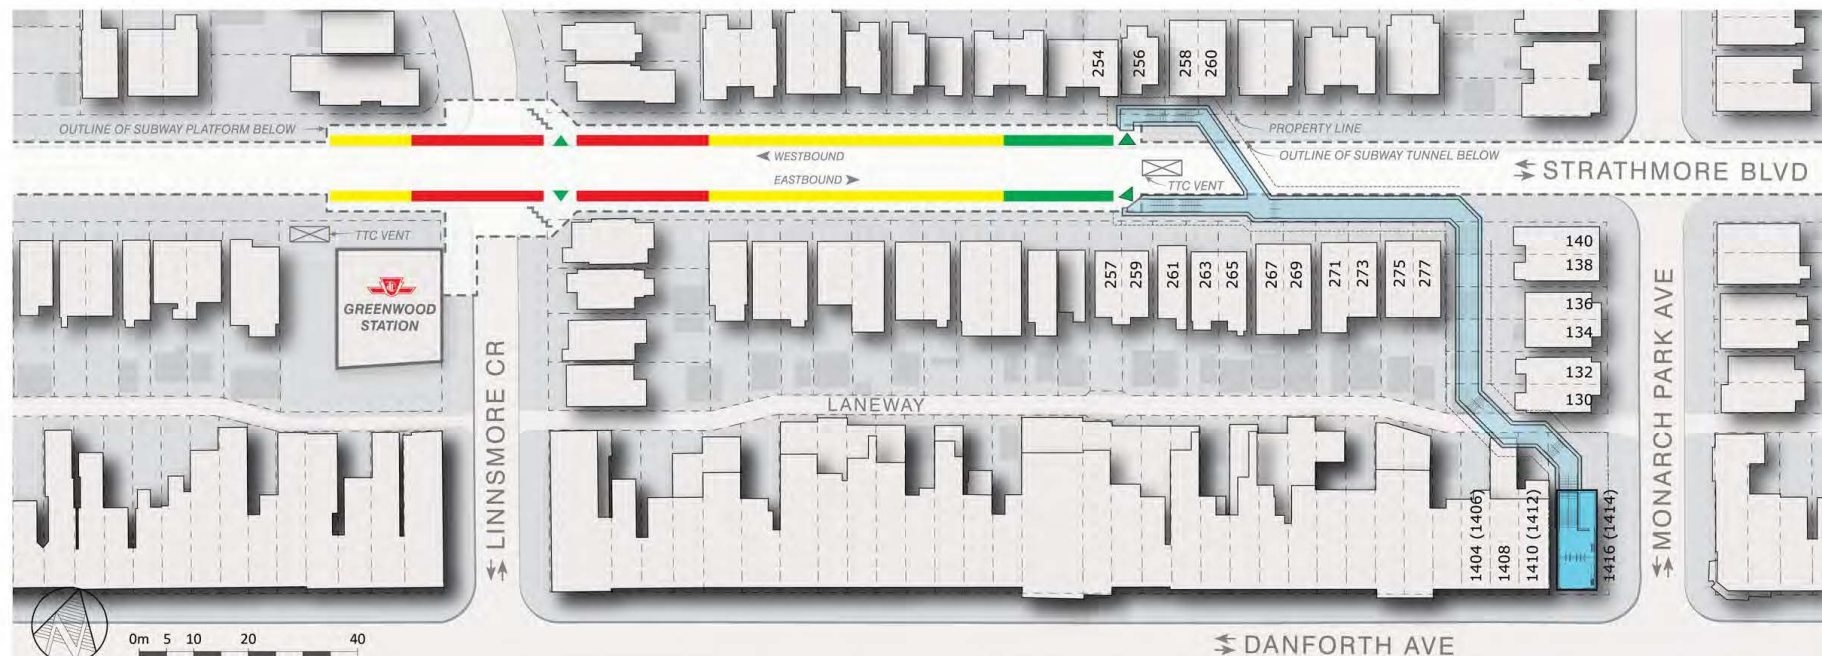 254
256
258
260
OUTLINE OF SUBWAY PLATFORM BELOW
PROPERTY LINE
WESTBOUND
OUTLINE OF SUBWAY TUNNEL BELOW
STRATHMORE BLVD
EASTBOUND
TTC VENT
TTC VENT
GREENWOOD
STATION
257
259
261
263
265
267
269
271
273
275
277
140
138
136
134
132
130
LANEWAY
LINNSMORE CR
MONARCH PARK AVE
1404 (1406)
1408
1410 (1412)
1416 (1414)
0m 5 10 20 40
DANFORTH AVE